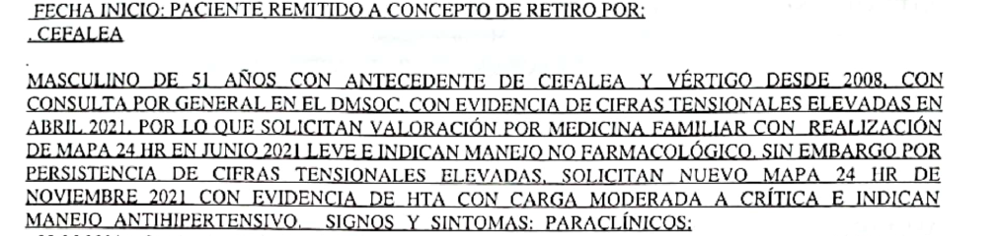 FECHA INICIO: PACIENTE REMITIDO A CONCEPTO DE RETIRO POR:
. CEFALEA
.
MASCULINO DE 51 AÑOS CON ANTECEDENTE DE CEFALEA Y VÉRTIGO DESDE 2008, CON
CONSULTA POR GENERAL EN EL DMSOC, CON EVIDENCIA DE CIFRAS TENSIONALES ELEVADAS EN
ABRIL 2021, POR LO QUE SOLICITAN VALORACIÓN POR MEDICINA FAMILIAR CON REALIZACIÓN
DE MAPA 24 HR EN JUNIO 2021 LEVE E INDICAN MANEJO NO FARMACOLÓGICO, SIN EMBARGO POR
PERSISTENCIA DE CIFRAS TENSIONALES ELEVADAS, SOLICITAN NUEVO MAPA 24 HR DE
NOVIEMBRE 2021 CON EVIDENCIA DE HTA CON CARGA MODERADA A CRÍTICA E INDICAN
MANEJO ANTIHIPERTENSIVO. SIGNOS Y SINTOMAS: PARACLÍNICOS: